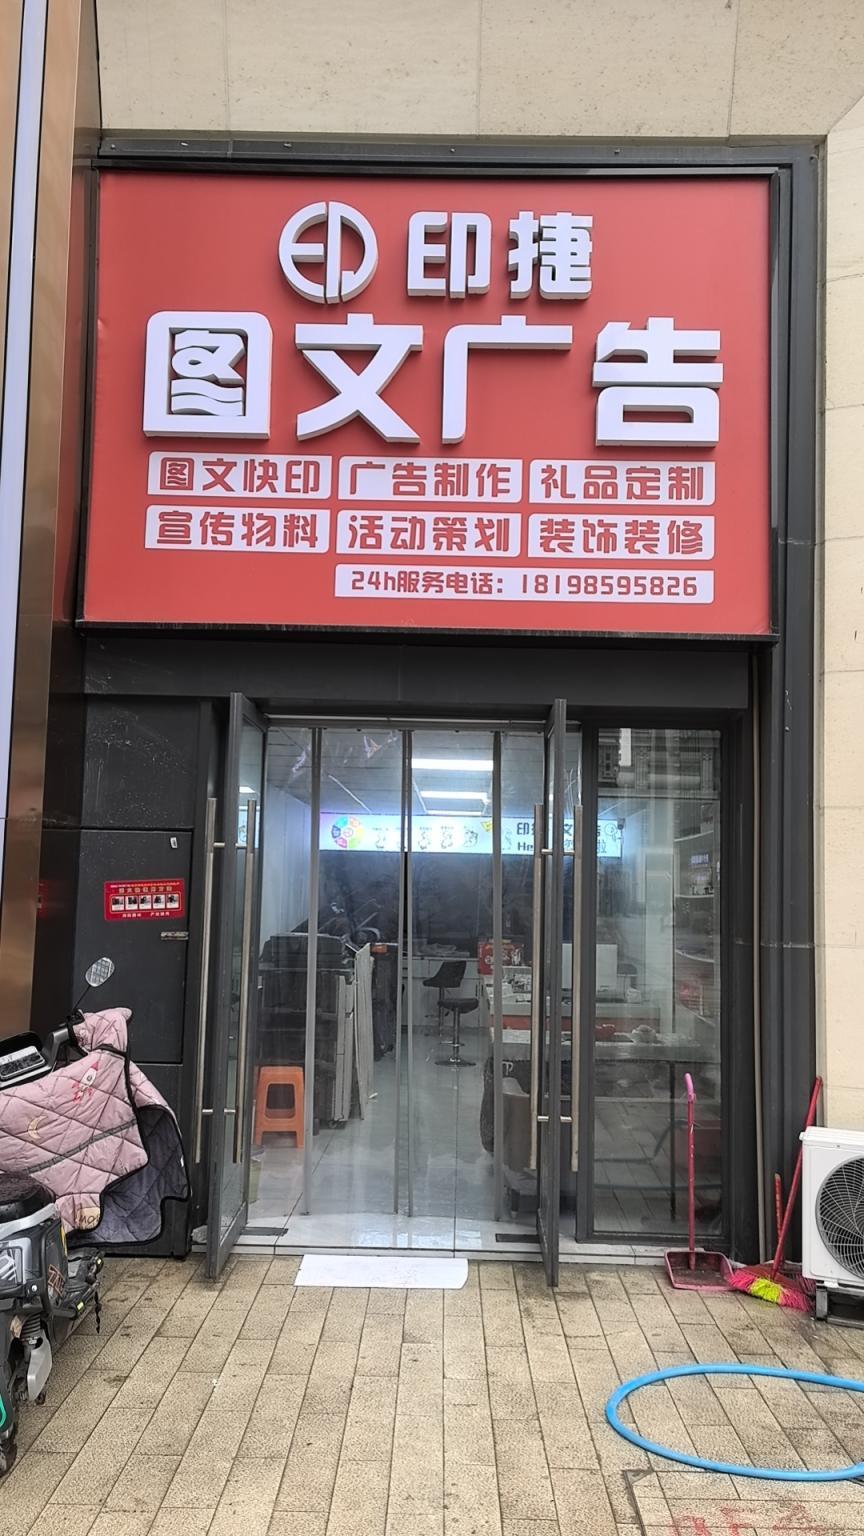 印捷
图文广告
图文快印 广告制作 礼品定制
宣传物料 活动策划 装饰装修
24h服务电话：18198595826